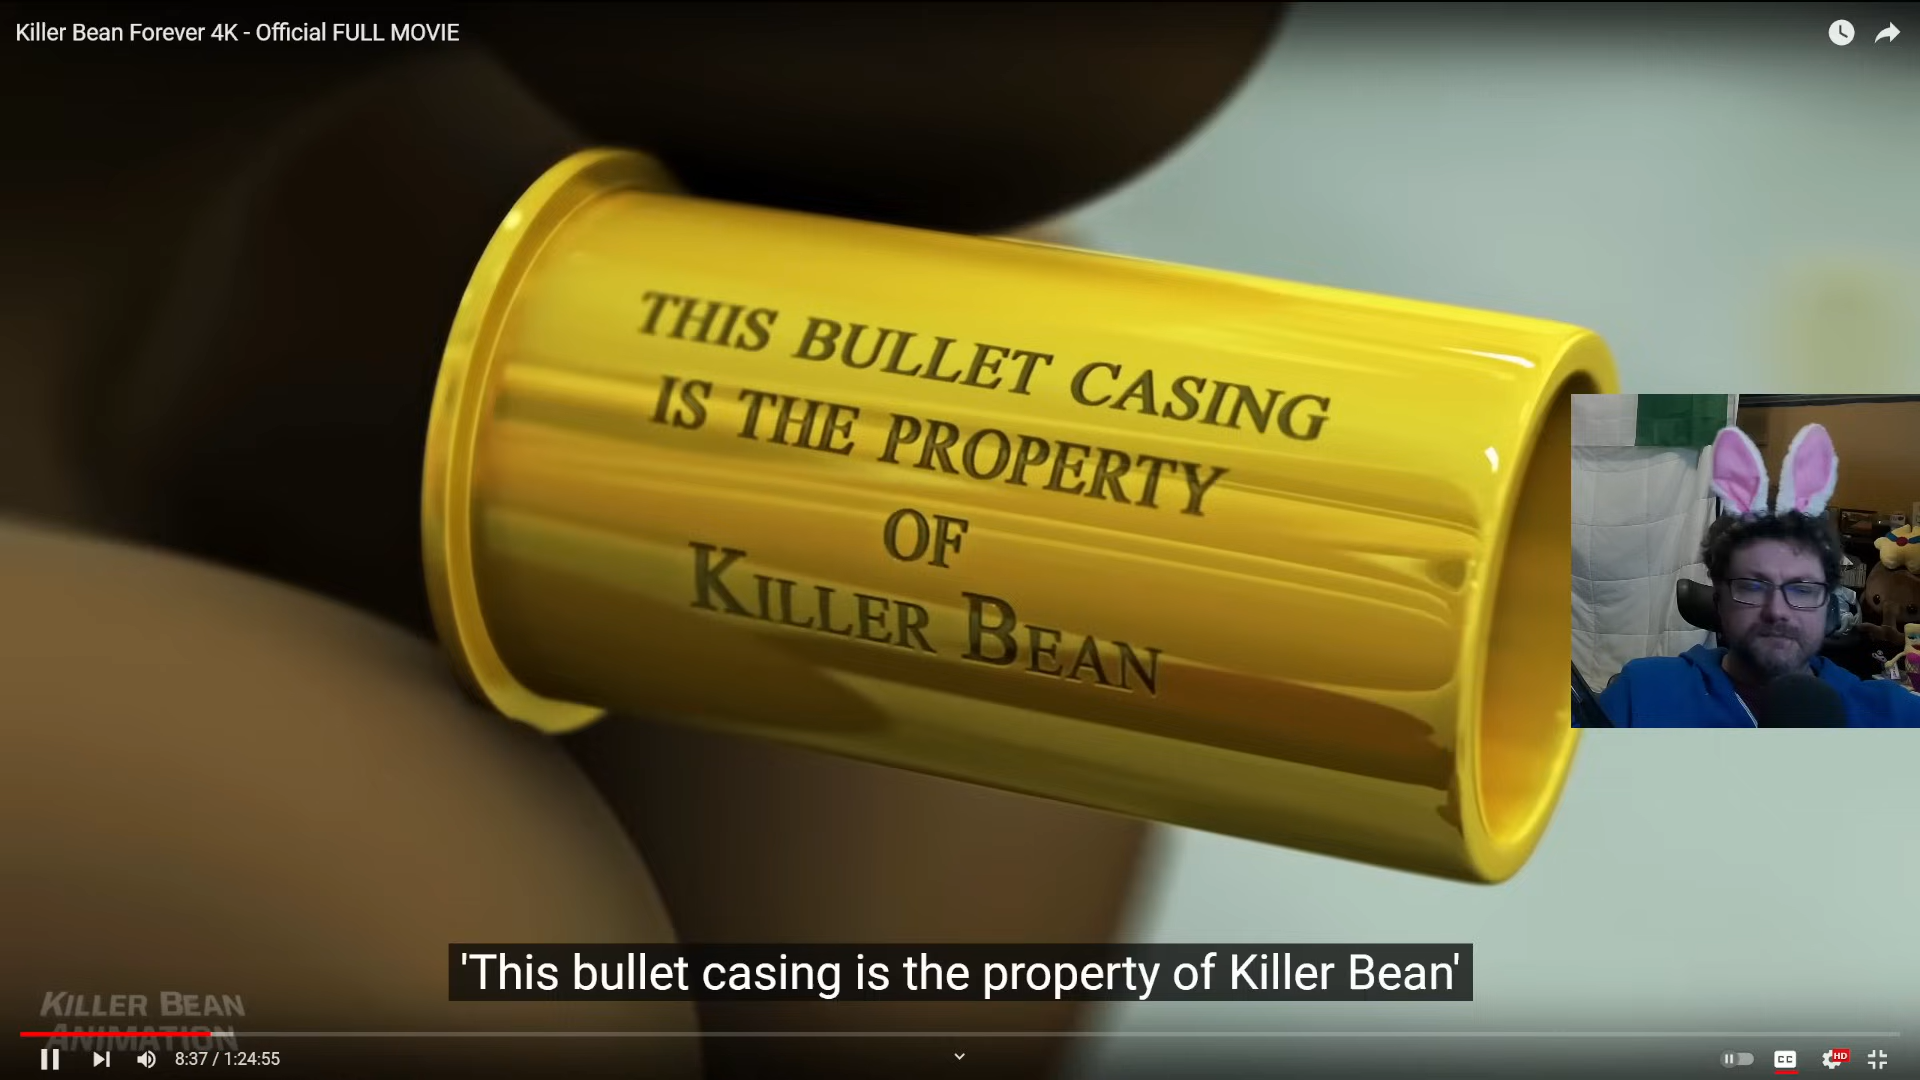 Killer Bean Forever 4K - Official FULL MOVIE
THIS BULLET CASING
IS THE PROPERTY
OF
KILLER BEAN
'This bullet casing is the property of Killer Bean'
KILLER BEAN
ANIMATION
8:37 / 1:24:55
CC
HD